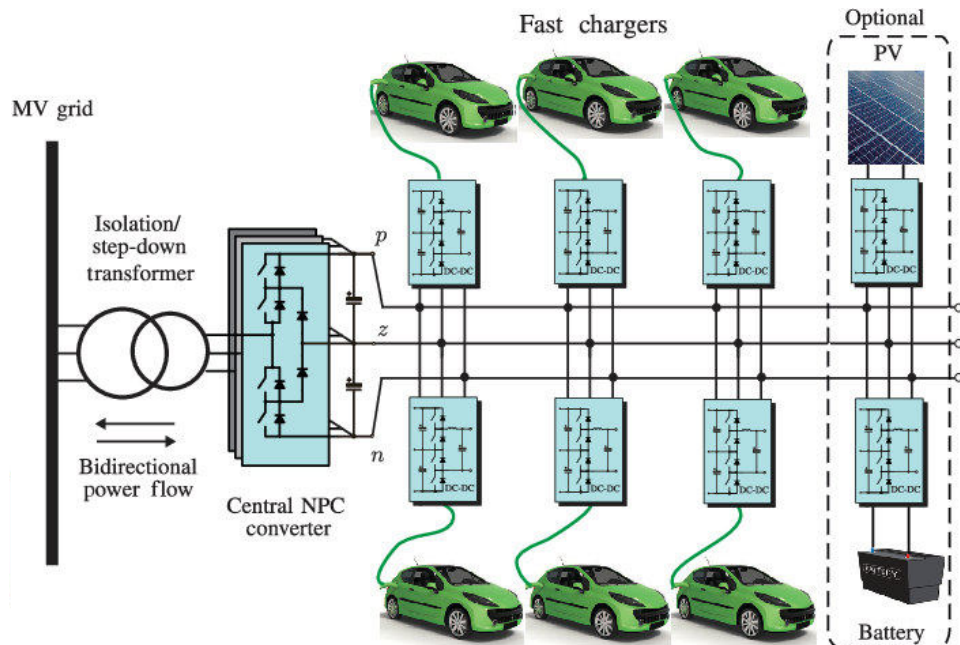 Fast chargers
Optional
PV
MV grid
Isolation/
step-down
transformer
p
DC-DC
DC-DC
DC-DC
DC-DC
z
n
Bidirectional
power flow
Central NPC
converter
DC-DC
DC-DC
DC-DC
DC-DC
BATTERY
Battery